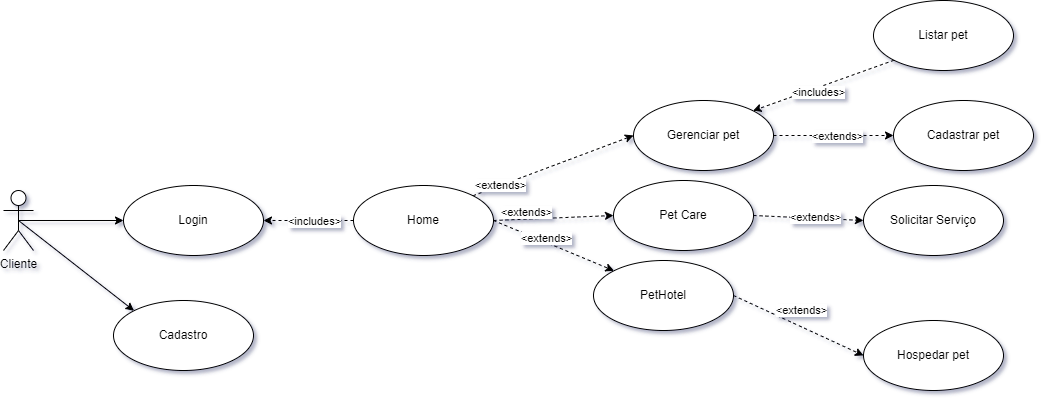 Listar pet
<includes>
Gerenciar pet
<extends>
Cadastrar pet
<extends>
Login
<includes>
Home
<extends>
Pet Care
<extends>
Solicitar Serviço
<extends>
Cliente
PetHotel
<extends>
Cadastro
Hospedar pet